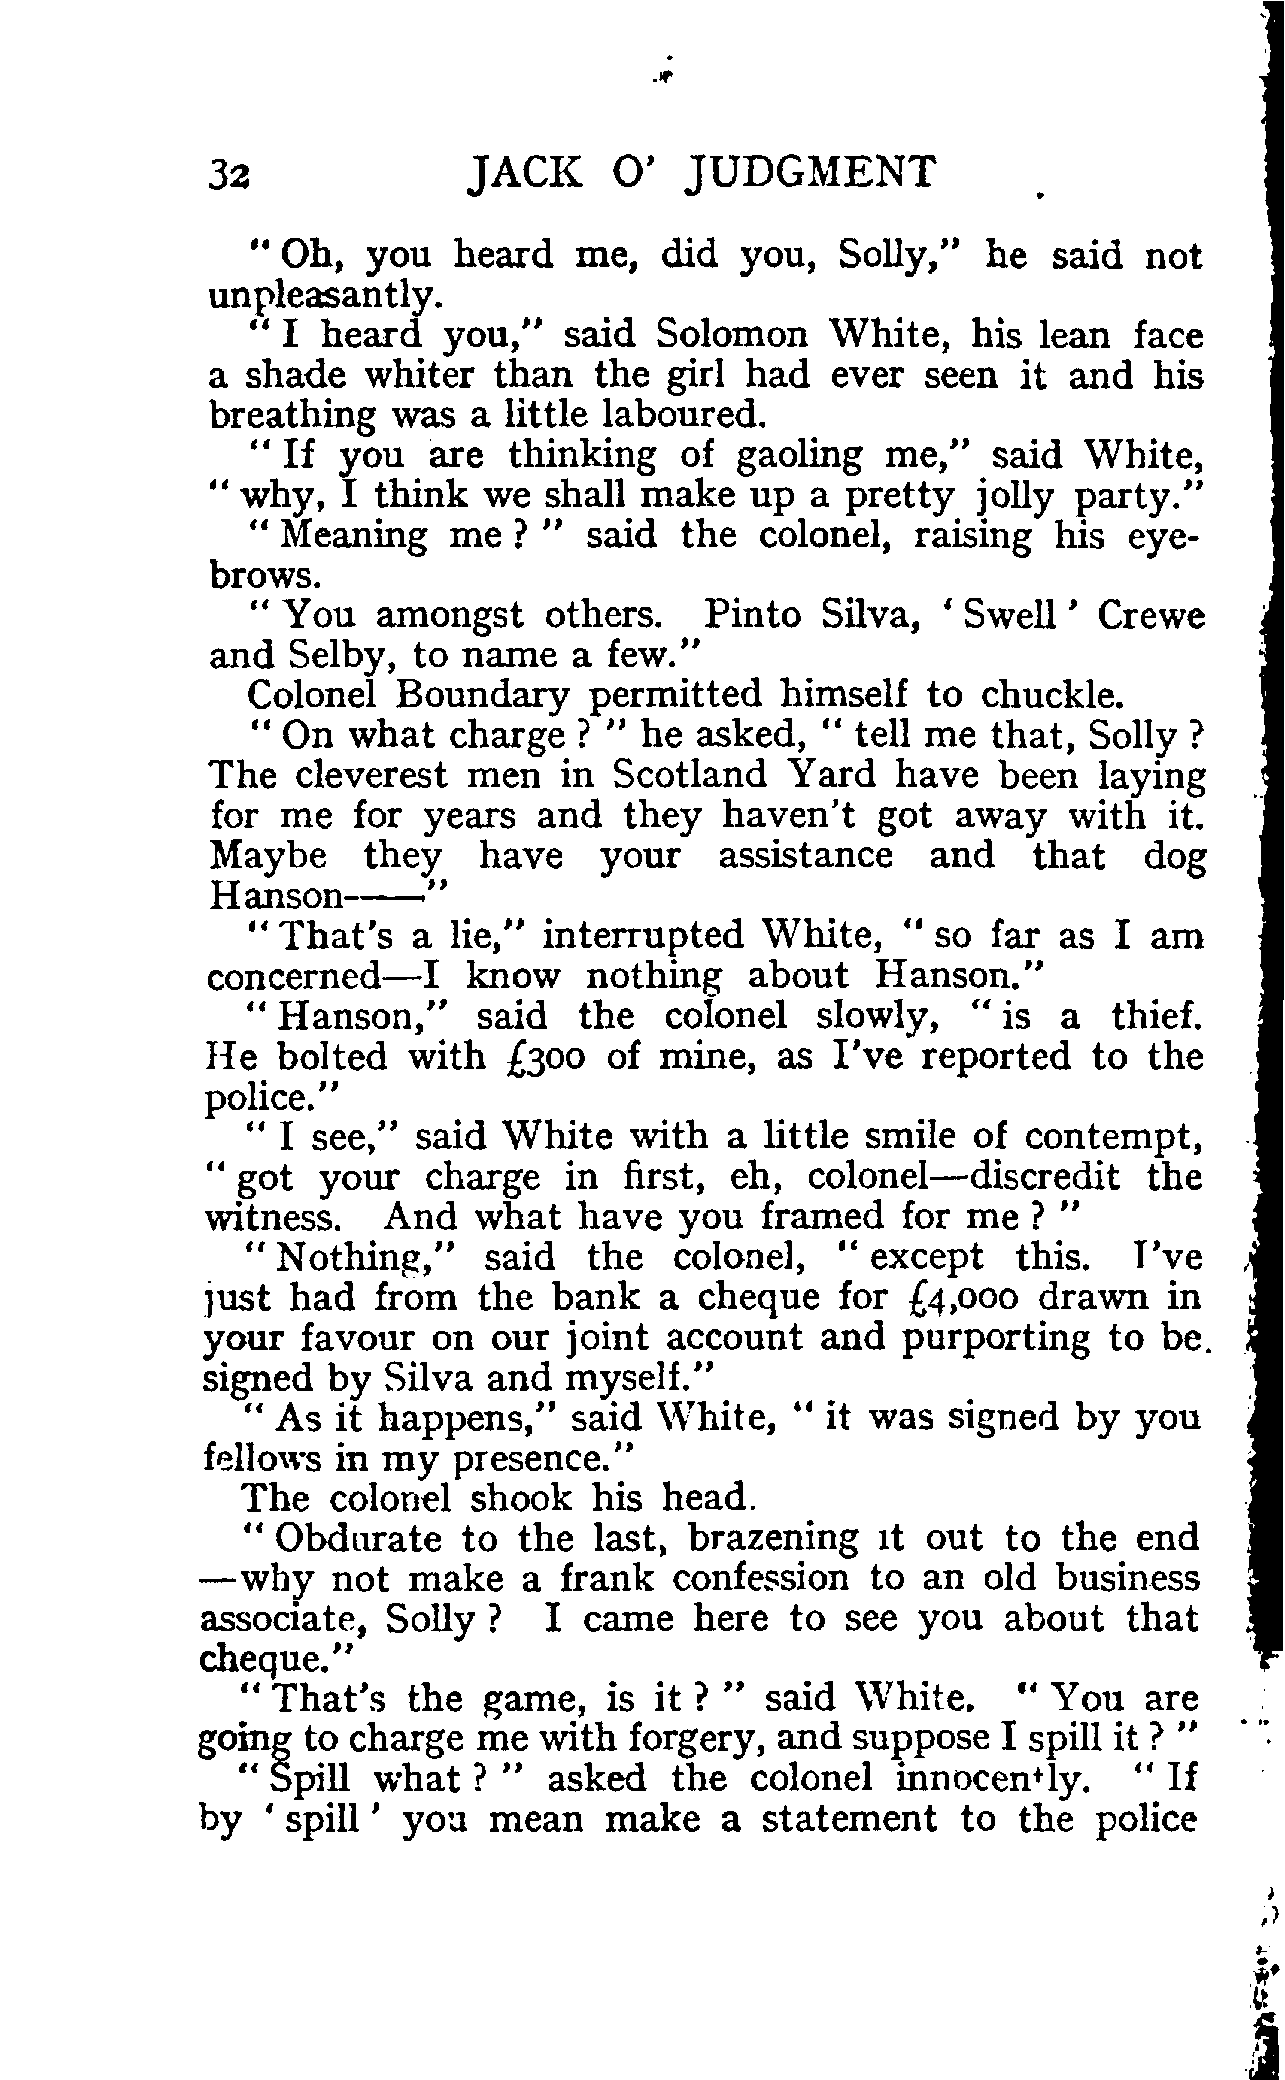 32 JACK O' JUDGMENT
" Oh, you heard me, did you, Solly," he said not
unpleasantly.
" I heard you," said Solomon White, his lean face
a shade whiter than the girl had ever seen it and his
breathing was a little laboured.
" If you are thinking of gaoling me," said White,
" why, I think we shall make up a pretty jolly party."
" Meaning me ? " said the colonel, raising his eye-
brows.
" You amongst others. Pinto Silva, ' Swell ' Crewe
and Selby, to name a few."
Colonel Boundary permitted himself to chuckle.
" On what charge ? " he asked, " tell me that, Solly ?
The cleverest men in Scotland Yard have been laying
for me for years and they haven't got away with it.
Maybe they have your assistance and that dog
Hanson——"
" That's a lie," interrupted White, " so far as I am
concerned—I know nothing about Hanson."
" Hanson," said the colonel slowly, " is a thief.
He bolted with £300 of mine, as I've reported to the
police."
" I see," said White with a little smile of contempt,
" got your charge in first, eh, colonel—discredit the
witness. And what have you framed for me ? "
" Nothing," said the colonel, " except this. I've
just had from the bank a cheque for £4,000 drawn in
your favour on our joint account and purporting to be
signed by Silva and myself."
" As it happens," said White, " it was signed by you
fellows in my presence."
The colonel shook his head.
" Obdurate to the last, brazening it out to the end
—why not make a frank confession to an old business
associate, Solly ? I came here to see you about that
cheque."
" That's the game, is it ? " said White. " You are
going to charge me with forgery, and suppose I spill it ? "
" Spill what ? " asked the colonel innocently. " If
by ' spill ' you mean make a statement to the police